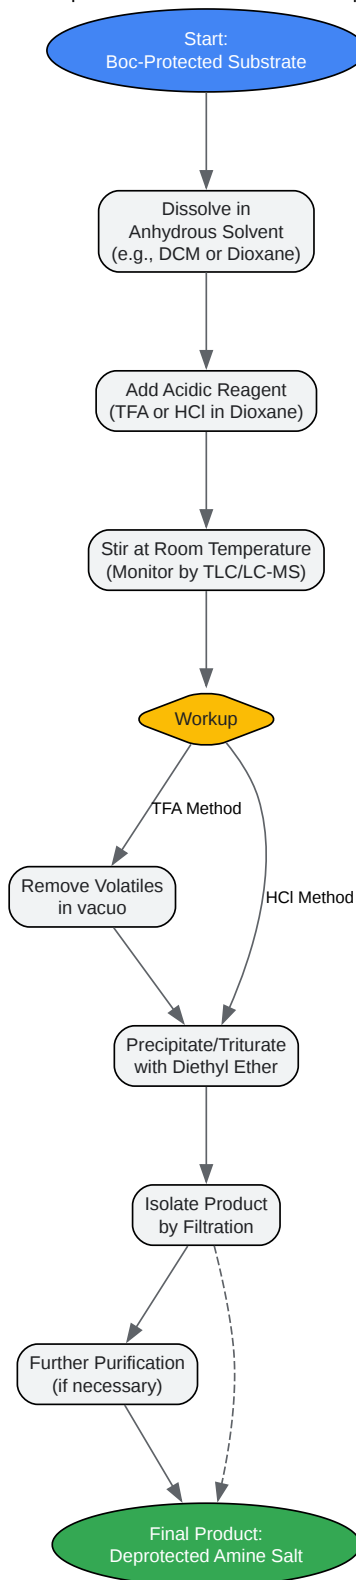 Start:
Boc-Protected Substrate
Dissolve in
Anhydrous Solvent
(e.g., DCM or Dioxane)
Add Acidic Reagent
(TFA or HCl in Dioxane)
Stir at Room Temperature
(Monitor by TLC/LC-MS)
Workup
TFA Method
HCl Method
Remove Volatiles
in vacuo
Precipitate/Triturate
with Diethyl Ether
Isolate Product
by Filtration
Further Purification
(if necessary)
Final Product:
Deprotected Amine Salt